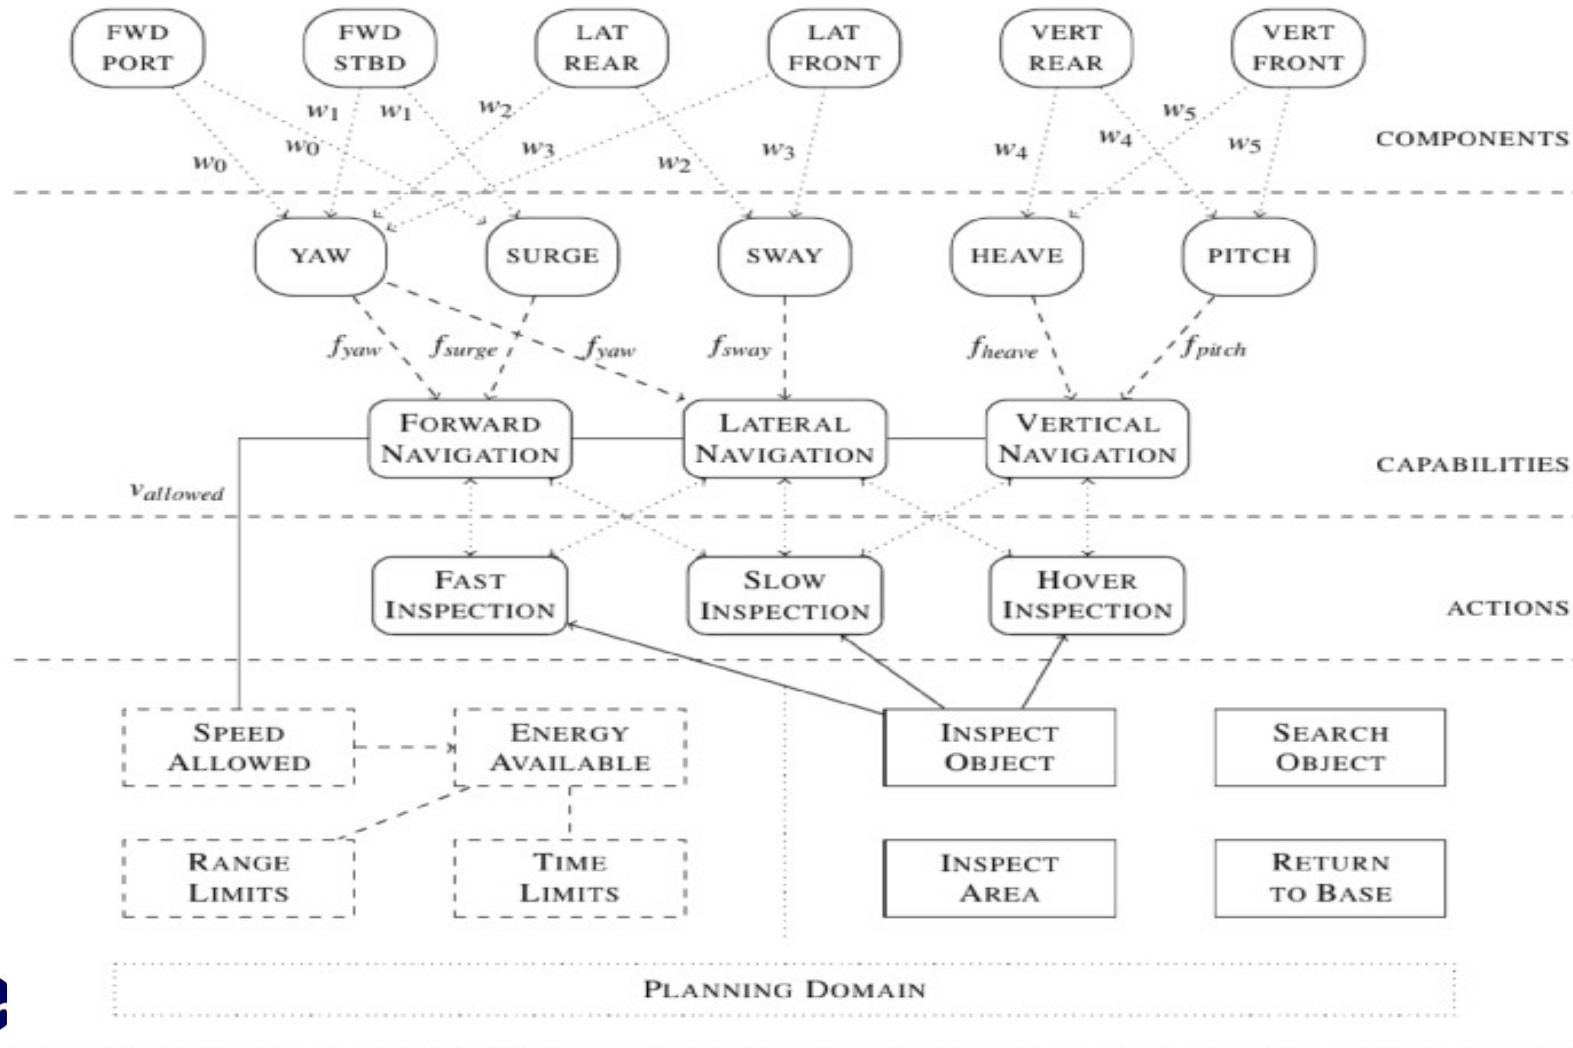 FWD
PORT
FWD
STBD
LAT
REAR
LAT
FRONT
VERT
REAR
VERT
FRONT
w1
w1
w2
w5
w0
w3
w4
w0
w2
w3
w4
w5
COMPONENTS
YAW
SURGE
SWAY
HEAVE
PITCH
fyaw
fsurge
fyaw
fsway
fheave
fpitch
FORWARD
NAVIGATION
LATERAL
NAVIGATION
VERTICAL
NAVIGATION
CAPABILITIES
vallowed
FAST
INSPECTION
SLOW
INSPECTION
HOVER
INSPECTION
ACTIONS
SPEED
ALLOWED
ENERGY
AVAILABLE
INSPECT
OBJECT
SEARCH
OBJECT
RANGE
LIMITS
TIME
LIMITS
INSPECT
AREA
RETURN
TO BASE
PLANNING DOMAIN